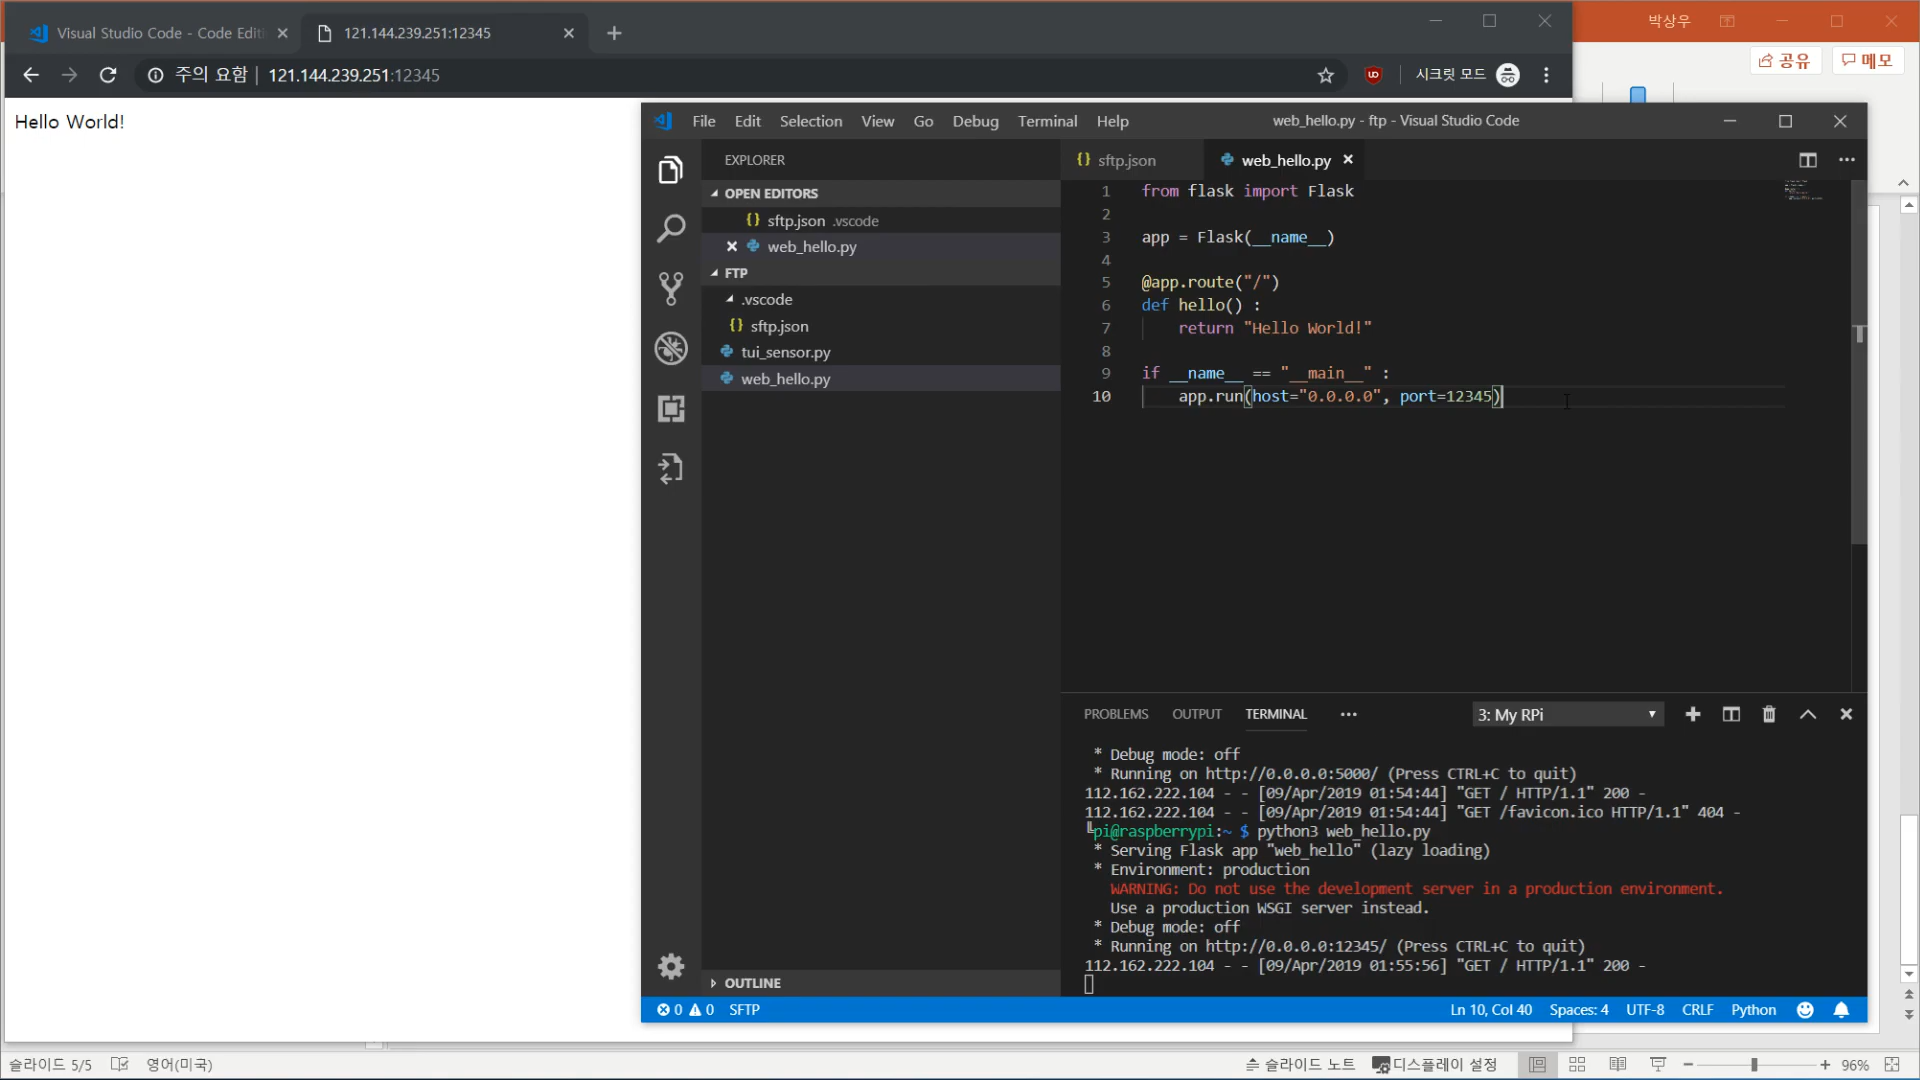 Visual Studio Code - Code Edit
121.144.239.251:12345
주의 요함 | 121.144.239.251:12345
시크릿 모드
박상우
공유
메모
Hello World!
File Edit Selection View Go Debug Terminal Help
web_hello.py - ftp - Visual Studio Code
EXPLORER
OPEN EDITORS
sftp.json .vscode
web_hello.py
FTP
.vscode
sftp.json
tui_sensor.py
web_hello.py
OUTLINE
sftp.json
web_hello.py
1 from flask import Flask
2
3 app = Flask(__name__)
4
5 @app.route("/")
6 def hello() :
7 return "Hello World!"
8
9 if __name__ == "__main__" :
10 app.run(host="0.0.0.0", port=12345)
PROBLEMS OUTPUT TERMINAL
3: My RPi
* Debug mode: off
* Running on http://0.0.0.0:5000/ (Press CTRL+C to quit)
112.162.222.104 - - [09/Apr/2019 01:54:44] "GET / HTTP/1.1" 200 -
112.162.222.104 - - [09/Apr/2019 01:54:44] "GET /favicon.ico HTTP/1.1" 404 -
╚pi@raspberrypi:~ $ python3 web_hello.py
* Serving Flask app "web_hello" (lazy loading)
* Environment: production
WARNING: Do not use the development server in a production environment.
Use a production WSGI server instead.
* Debug mode: off
* Running on http://0.0.0.0:12345/ (Press CTRL+C to quit)
112.162.222.104 - - [09/Apr/2019 01:55:56] "GET / HTTP/1.1" 200 -
0 0 SFTP
Ln 10, Col 40 Spaces: 4 UTF-8 CRLF Python
슬라이드 5/5 영어(미국)
슬라이드 노트 디스플레이 설정
96%